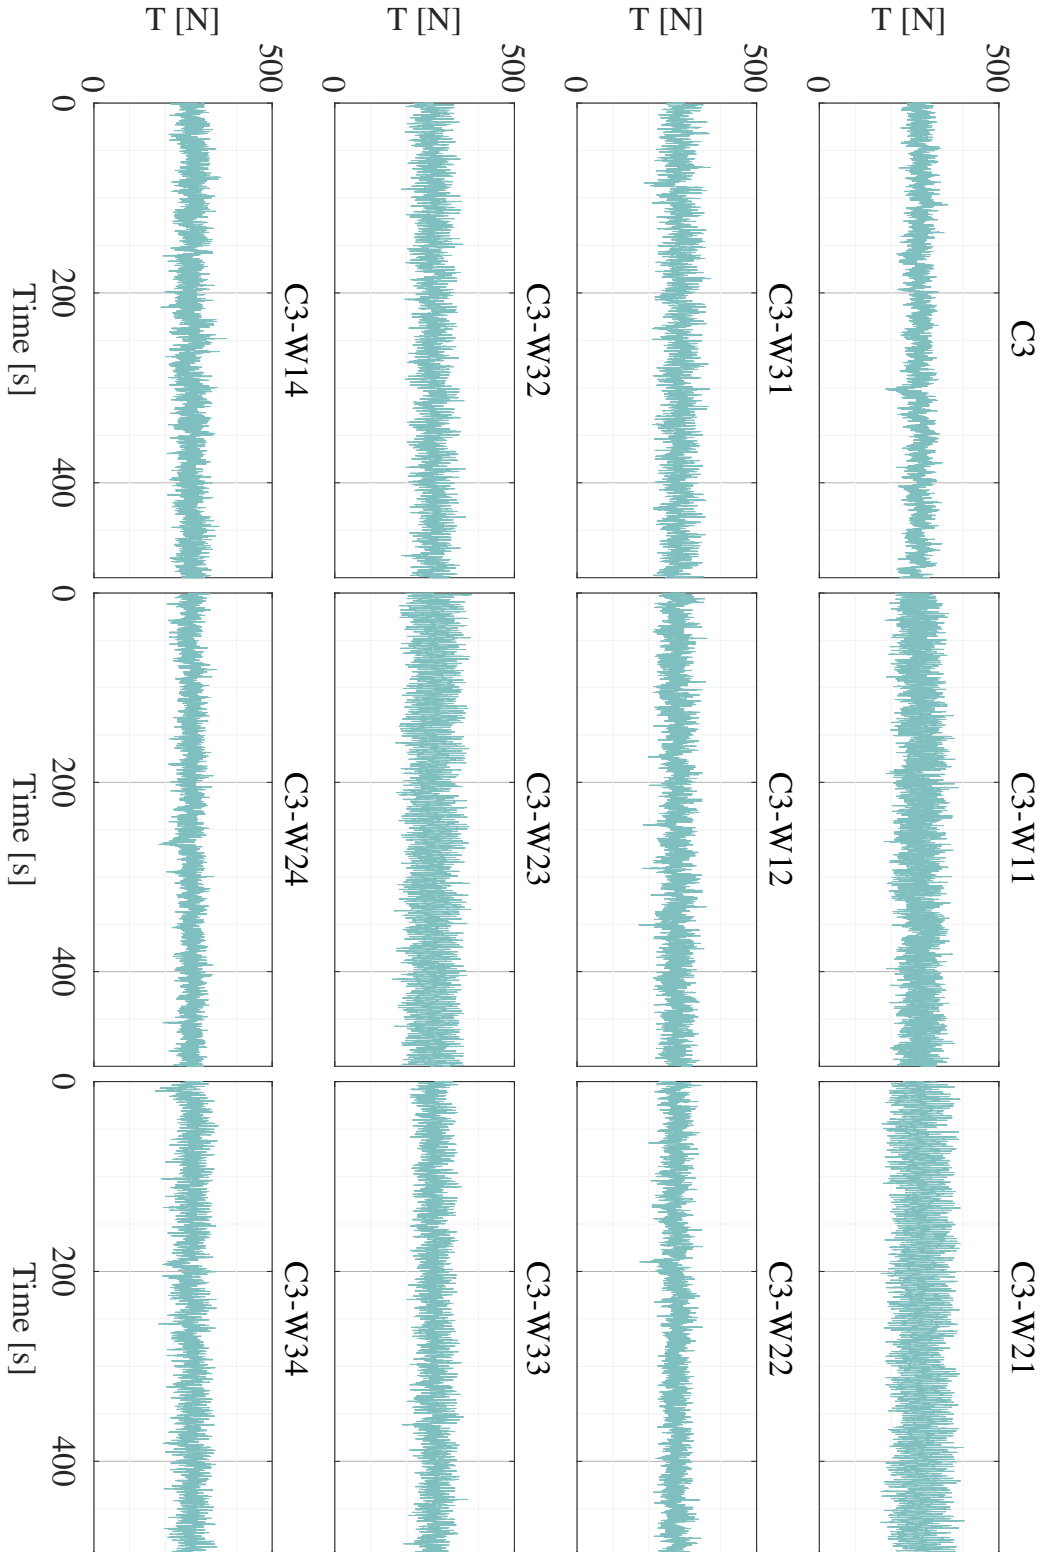 C3
C3-W11
C3-W21
T [N]
500
0
C3-W31
C3-W12
C3-W22
T [N]
500
0
C3-W32
C3-W23
C3-W33
T [N]
500
0
C3-W14
C3-W24
C3-W34
T [N]
500
0
0 200 400 0 200 400 0 200 400
Time [s] Time [s] Time [s]